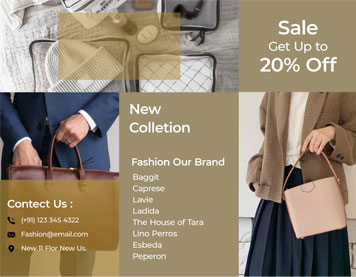 Sale
Get Up to
20% Off
New
Colletion
Fashion Our Brand
Baggit
Caprese
Lavie
Ladida
The House of Tara
Lino Perros
Esbeda
Peperon
Contect Us :
(+91) 123 345 4322
Fashion@email.com
New 11 Flor New Us.